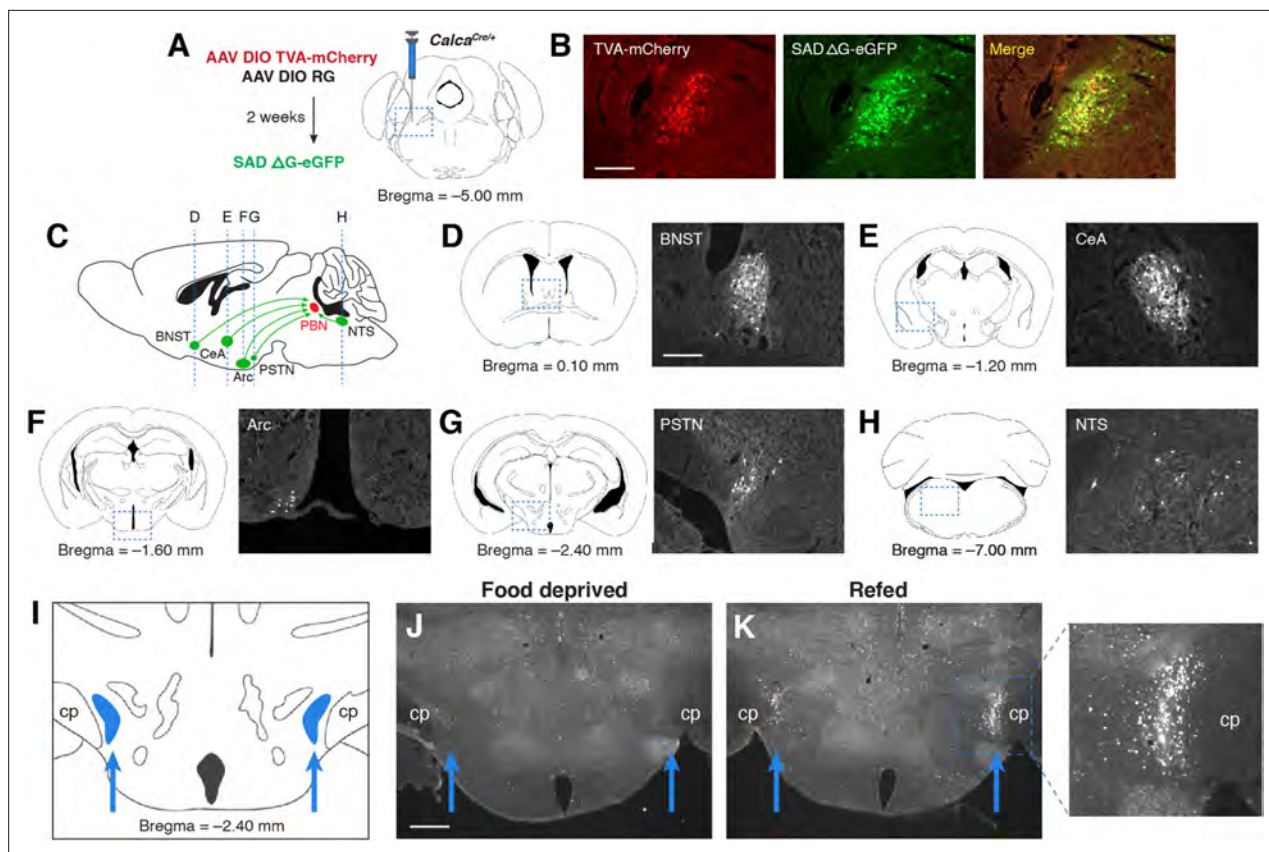 A
AAV DIO TVA-mCherry
AAV DIO RG
2 weeks
SAD ΔG-eGFP
Calca^Cre/+
Bregma = –5.00 mm
B
TVA-mCherry
SAD ΔG-eGFP
Merge
C
D
E
F
G
H
BNST
CeA
Arc
PSTN
PBN
NTS
D
Bregma = 0.10 mm
BNST
E
Bregma = –1.20 mm
CeA
F
Bregma = –1.60 mm
Arc
G
Bregma = –2.40 mm
PSTN
H
Bregma = –7.00 mm
NTS
I
cp
cp
Bregma = –2.40 mm
Food deprived
J
cp
cp
Refed
K
cp
cp
cp